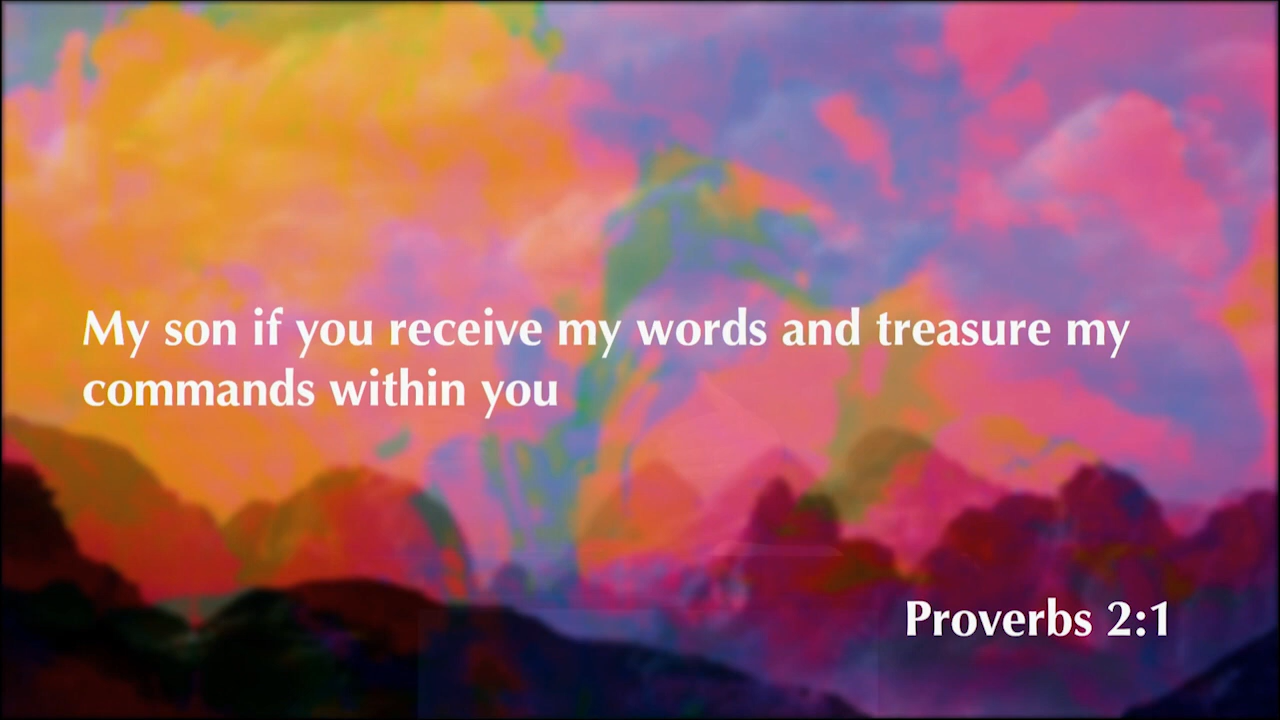 My son if you receive my words and treasure my
commands within you
Proverbs 2:1